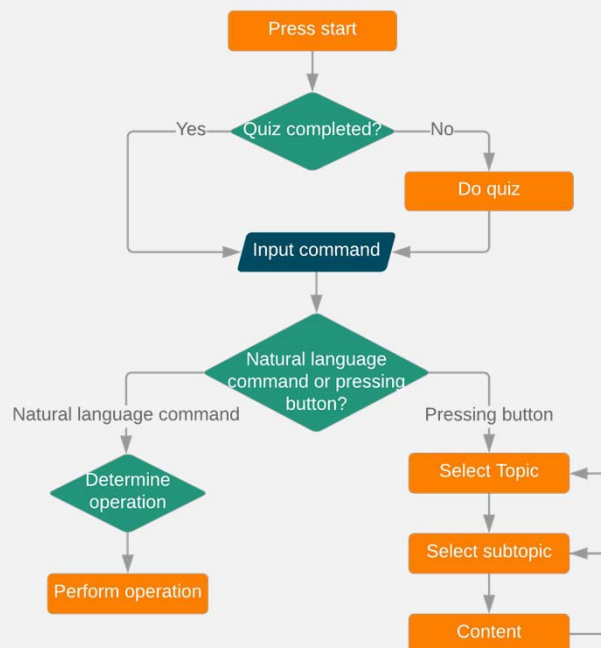 Press start
Quiz completed?
Yes
No
Do quiz
Input command
Natural language
command or pressing
button?
Natural language command
Pressing button
Determine
operation
Select Topic
Select subtopic
Perform operation
Content